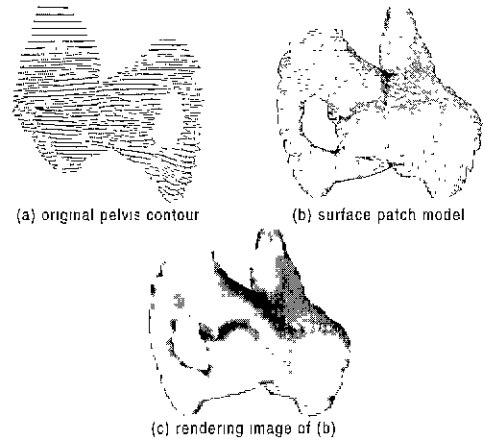 (a) original pelvis contour
(b) surface patch model
(c) rendering image of (b)